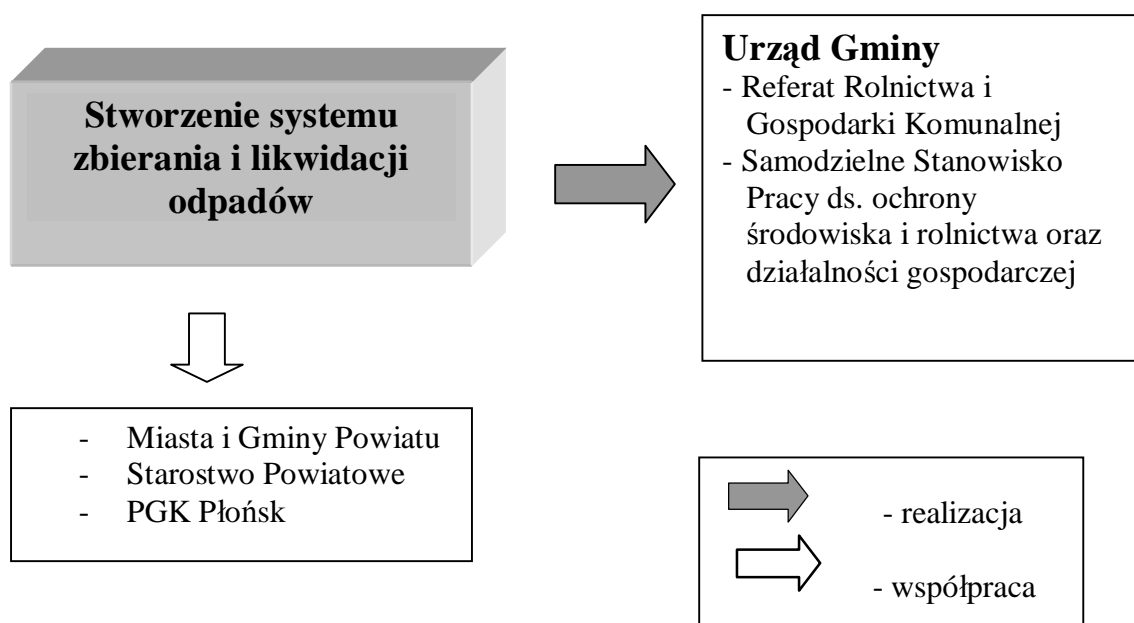 Stworzenie systemu
zbierania i likwidacji
odpadów
Urząd Gminy
- Referat Rolnictwa i
Gospodarki Komunalnej
- Samodzielne Stanowisko
Pracy ds. ochrony
środowiska i rolnictwa oraz
działalności gospodarczej
- Miasta i Gminy Powiatu
- Starostwo Powiatowe
- PGK Płońsk
- realizacja
- współpraca